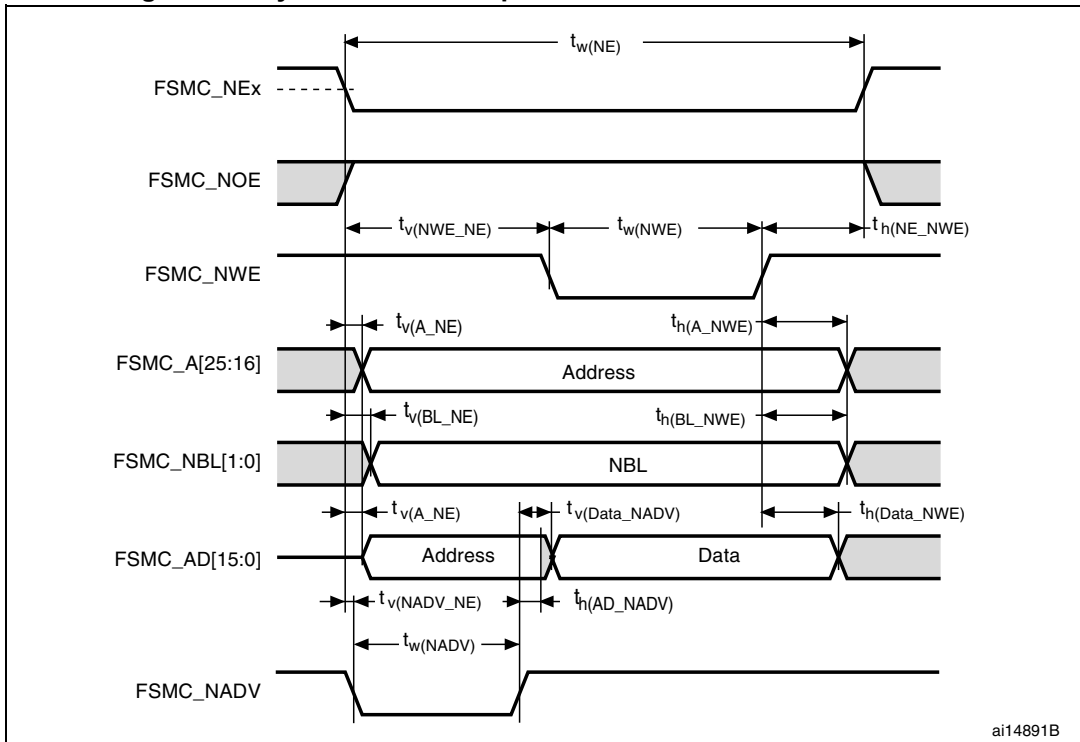 tw(NE)
FSMC_NEx
FSMC_NOE
tv(NWE_NE)
tw(NWE)
th(NE_NWE)
FSMC_NWE
tv(A_NE)
th(A_NWE)
FSMC_A[25:16]
Address
tv(BL_NE)
th(BL_NWE)
FSMC_NBL[1:0]
NBL
tv(A_NE)
tv(Data_NADV)
th(Data_NWE)
FSMC_AD[15:0]
Address
Data
tv(NADV_NE)
th(AD_NADV)
tw(NADV)
FSMC_NADV
ai14891B